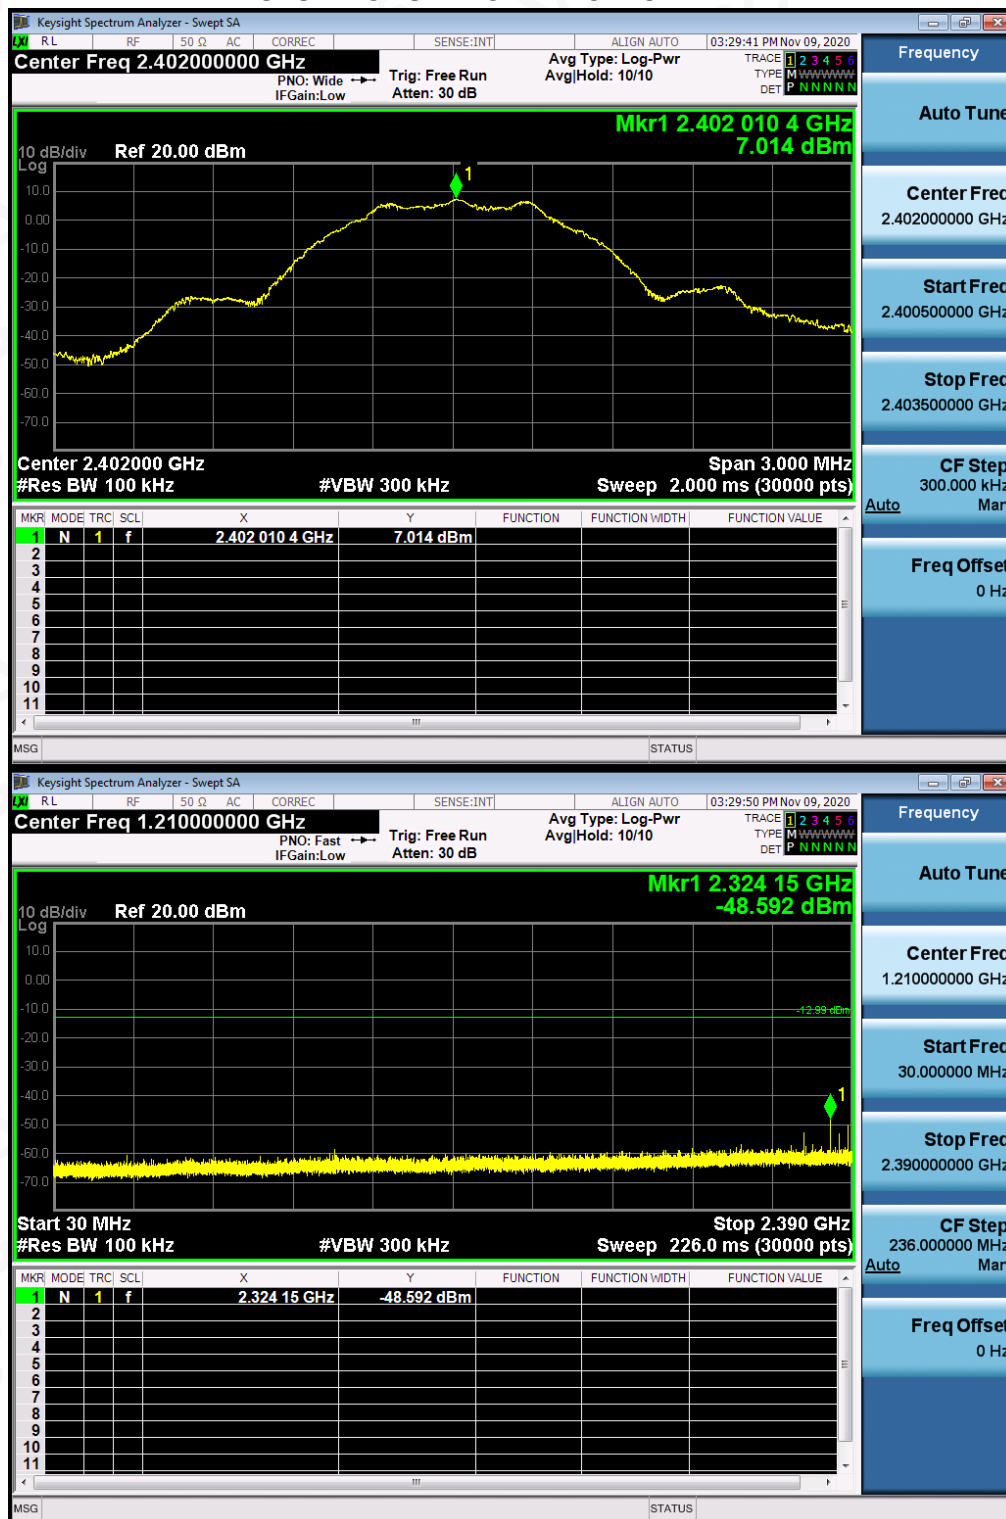 Keysight Spectrum Analyzer - Swept SA
LXI RL RF 50 Ω AC CORREC SENSE:INT ALIGN AUTO 03:29:41 PM Nov 09, 2020
Center Freq 2.402000000 GHz
PNO: Wide
IFGain:Low
Trig: Free Run
Atten: 30 dB
Avg Type: Log-Pwr
Avg|Hold: 10/10
TRACE 1 2 3 4 5 6
TYPE M WWWWW
DET P N N N N N
Mkr1 2.402 010 4 GHz
7.014 dBm
10 dB/div Ref 20.00 dBm
Log
1
10.0
0.00
-10.0
-20.0
-30.0
-40.0
-50.0
-60.0
-70.0
Center 2.402000 GHz Span 3.000 MHz
#Res BW 100 kHz #VBW 300 kHz Sweep 2.000 ms (30000 pts)
MKR MODE TRC SCL X Y FUNCTION FUNCTION WIDTH FUNCTION VALUE
1 N 1 f 2.402 010 4 GHz 7.014 dBm
2
3
4
5
6
7
8
9
10
11
MSG STATUS
Frequency
Auto Tune
Center Freq
2.402000000 GHz
Start Freq
2.400500000 GHz
Stop Freq
2.403500000 GHz
CF Step
300.000 kHz
Auto Man
Freq Offset
0 Hz
Keysight Spectrum Analyzer - Swept SA
LXI RL RF 50 Ω AC CORREC SENSE:INT ALIGN AUTO 03:29:50 PM Nov 09, 2020
Center Freq 1.210000000 GHz
PNO: Fast
IFGain:Low
Trig: Free Run
Atten: 30 dB
Avg Type: Log-Pwr
Avg|Hold: 10/10
TRACE 1 2 3 4 5 6
TYPE M WWWWW
DET P N N N N N
Mkr1 2.324 15 GHz
-48.592 dBm
10 dB/div Ref 20.00 dBm
Log
10.0
0.00
-10.0
-12.99 dBm
-20.0
-30.0
-40.0
1
-50.0
-60.0
-70.0
Start 30 MHz Stop 2.390 GHz
#Res BW 100 kHz #VBW 300 kHz Sweep 226.0 ms (30000 pts)
MKR MODE TRC SCL X Y FUNCTION FUNCTION WIDTH FUNCTION VALUE
1 N 1 f 2.324 15 GHz -48.592 dBm
2
3
4
5
6
7
8
9
10
11
MSG STATUS
Frequency
Auto Tune
Center Freq
1.210000000 GHz
Start Freq
30.000000 MHz
Stop Freq
2.390000000 GHz
CF Step
236.000000 MHz
Auto Man
Freq Offset
0 Hz